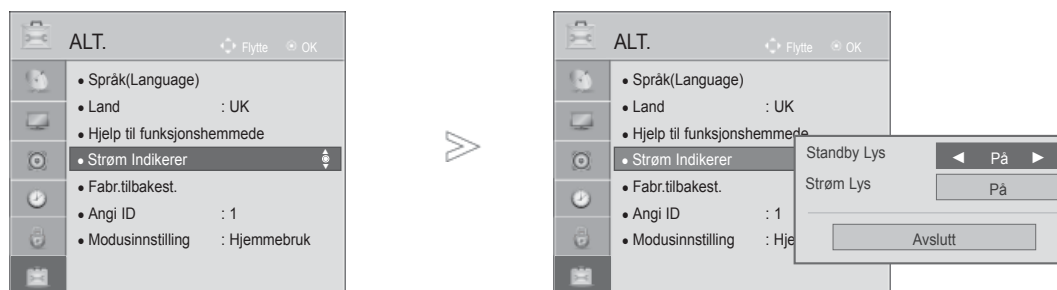 ALT.
Flytte OK
• Språk(Language)
• Land : UK
• Hjelp til funksjonshemmede
• Strøm Indikerer
• Fabr.tilbakest.
• Angi ID : 1
• Modusinnstilling : Hjemmebruk
ALT.
Flytte OK
• Språk(Language)
• Land : UK
• Hjelp til funksjonshemmede
• Strøm Indikerer
• Fabr.tilbakest.
• Angi ID : 1
• Modusinnstilling : Hje
Standby Lys ◄ På ►
Strøm Lys På
Avslutt